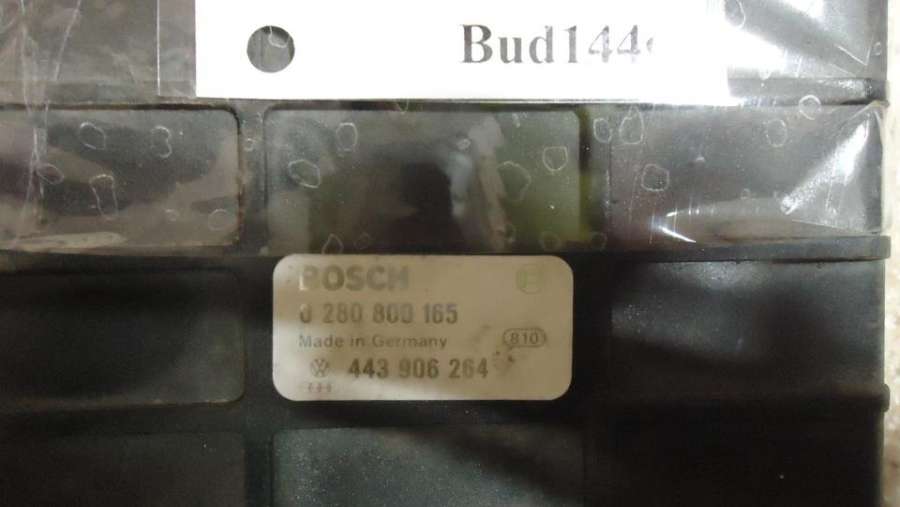 Bud144
BOSCH
0 280 800 165
Made in Germany 810
443 906 264